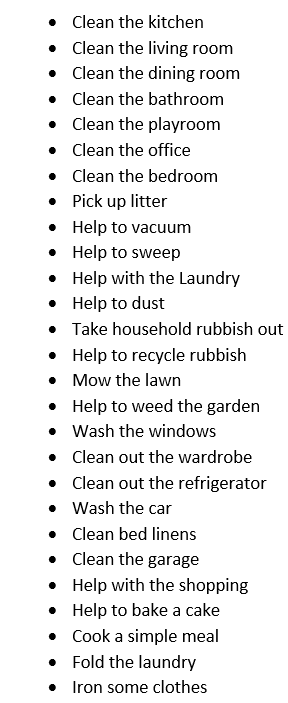 • Clean the kitchen
• Clean the living room
• Clean the dining room
• Clean the bathroom
• Clean the playroom
• Clean the office
• Clean the bedroom
• Pick up litter
• Help to vacuum
• Help to sweep
• Help with the Laundry
• Help to dust
• Take household rubbish out
• Help to recycle rubbish
• Mow the lawn
• Help to weed the garden
• Wash the windows
• Clean out the wardrobe
• Clean out the refrigerator
• Wash the car
• Clean bed linens
• Clean the garage
• Help with the shopping
• Help to bake a cake
• Cook a simple meal
• Fold the laundry
• Iron some clothes